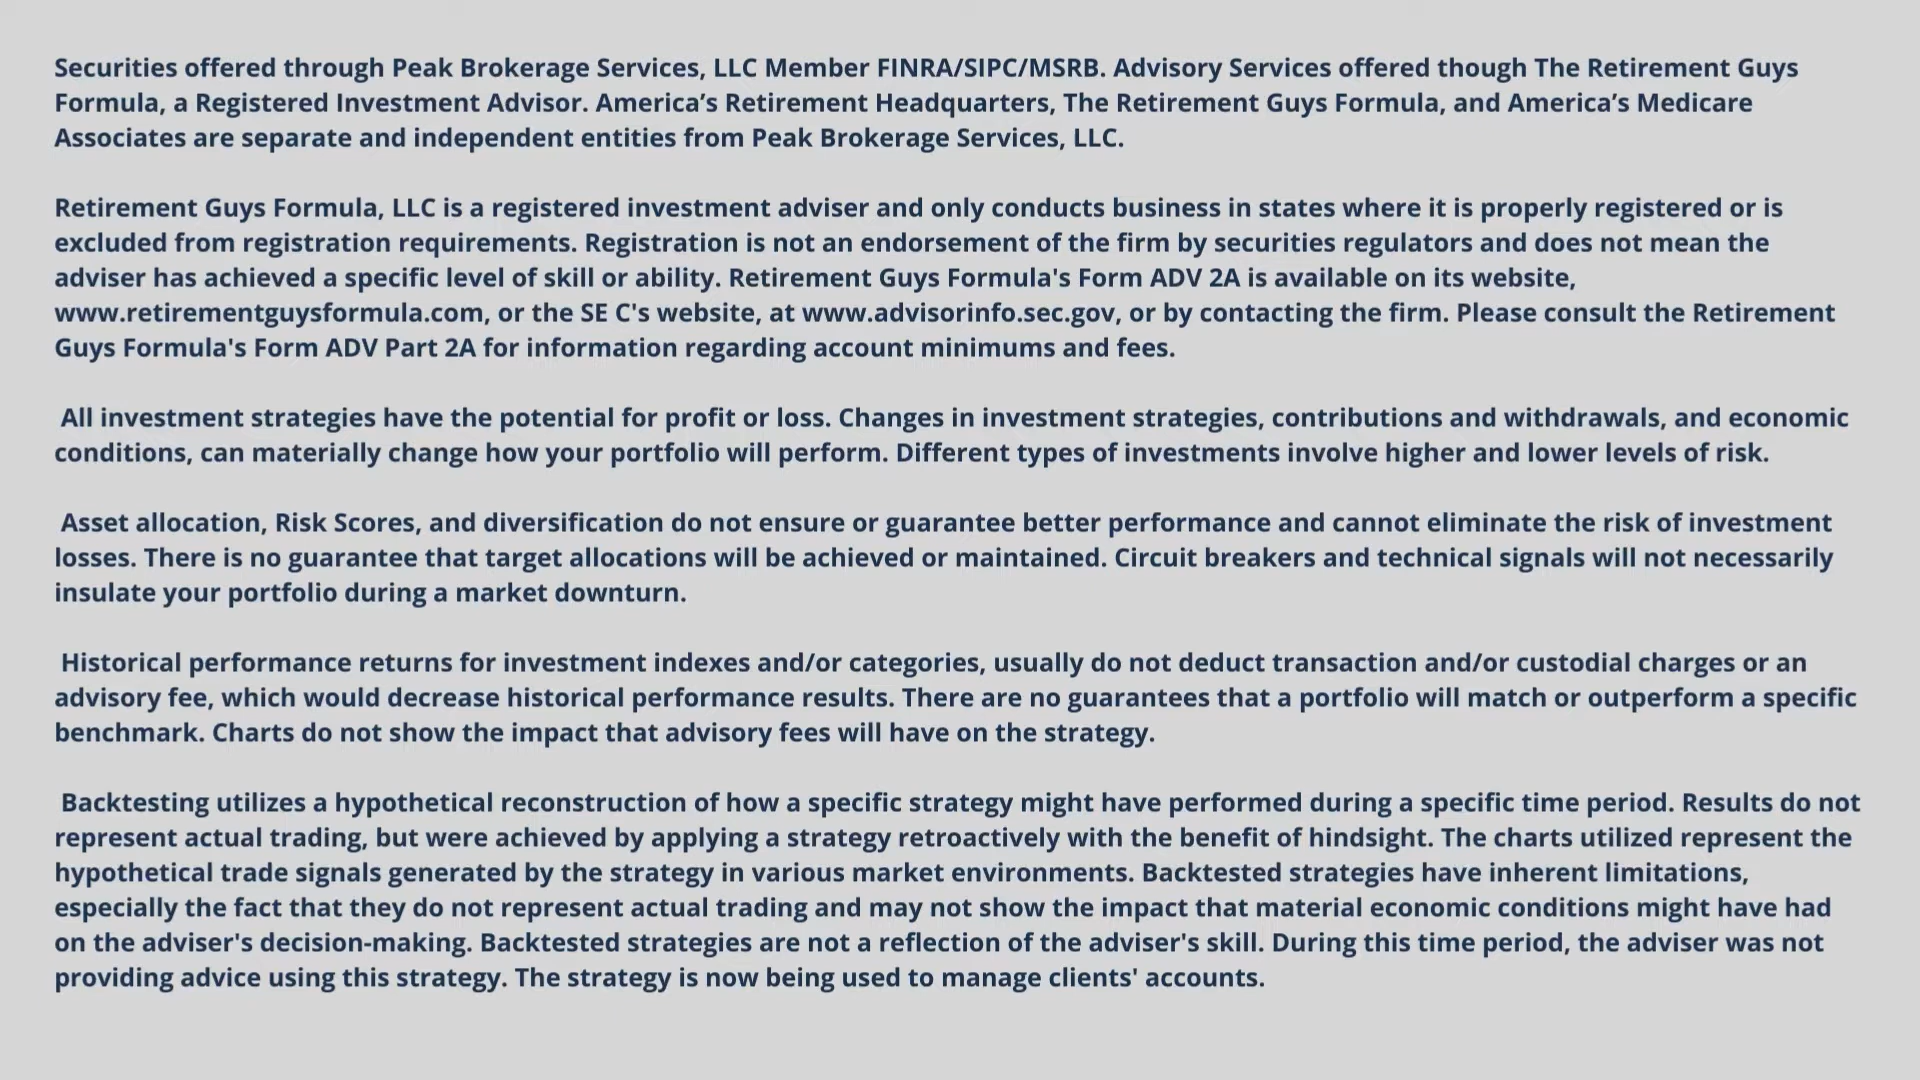 Securities offered through Peak Brokerage Services, LLC Member FINRA/SIPC/MSRB. Advisory Services offered though The Retirement Guys
Formula, a Registered Investment Advisor. America’s Retirement Headquarters, The Retirement Guys Formula, and America’s Medicare
Associates are separate and independent entities from Peak Brokerage Services, LLC.
Retirement Guys Formula, LLC is a registered investment adviser and only conducts business in states where it is properly registered or is
excluded from registration requirements. Registration is not an endorsement of the firm by securities regulators and does not mean the
adviser has achieved a specific level of skill or ability. Retirement Guys Formula's Form ADV 2A is available on its website,
www.retirementguysformula.com, or the SE C's website, at www.advisorinfo.sec.gov, or by contacting the firm. Please consult the Retirement
Guys Formula's Form ADV Part 2A for information regarding account minimums and fees.
All investment strategies have the potential for profit or loss. Changes in investment strategies, contributions and withdrawals, and economic
conditions, can materially change how your portfolio will perform. Different types of investments involve higher and lower levels of risk.
Asset allocation, Risk Scores, and diversification do not ensure or guarantee better performance and cannot eliminate the risk of investment
losses. There is no guarantee that target allocations will be achieved or maintained. Circuit breakers and technical signals will not necessarily
insulate your portfolio during a market downturn.
Historical performance returns for investment indexes and/or categories, usually do not deduct transaction and/or custodial charges or an
advisory fee, which would decrease historical performance results. There are no guarantees that a portfolio will match or outperform a specific
benchmark. Charts do not show the impact that advisory fees will have on the strategy.
Backtesting utilizes a hypothetical reconstruction of how a specific strategy might have performed during a specific time period. Results do not
represent actual trading, but were achieved by applying a strategy retroactively with the benefit of hindsight. The charts utilized represent the
hypothetical trade signals generated by the strategy in various market environments. Backtested strategies have inherent limitations,
especially the fact that they do not represent actual trading and may not show the impact that material economic conditions might have had
on the adviser's decision-making. Backtested strategies are not a reflection of the adviser's skill. During this time period, the adviser was not
providing advice using this strategy. The strategy is now being used to manage clients' accounts.